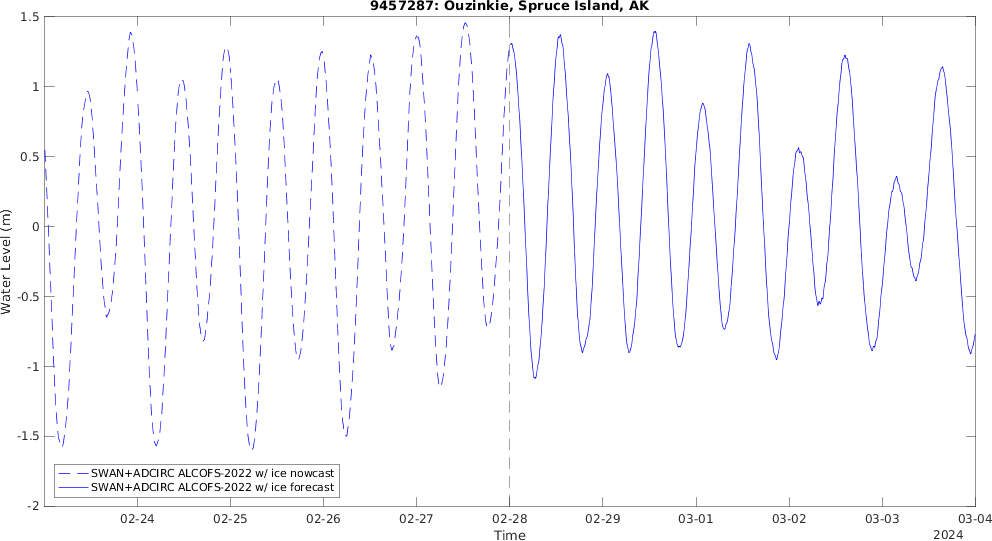 9457287: Ouzinkie, Spruce Island, AK
1.5
1
0.5
0
-0.5
-1
-1.5
-2
Water Level (m)
SWAN+ADCIRC ALCOFS-2022 w/ ice nowcast
SWAN+ADCIRC ALCOFS-2022 w/ ice forecast
02-24 02-25 02-26 02-27 02-28 02-29 03-01 03-02 03-03 03-04
Time
2024